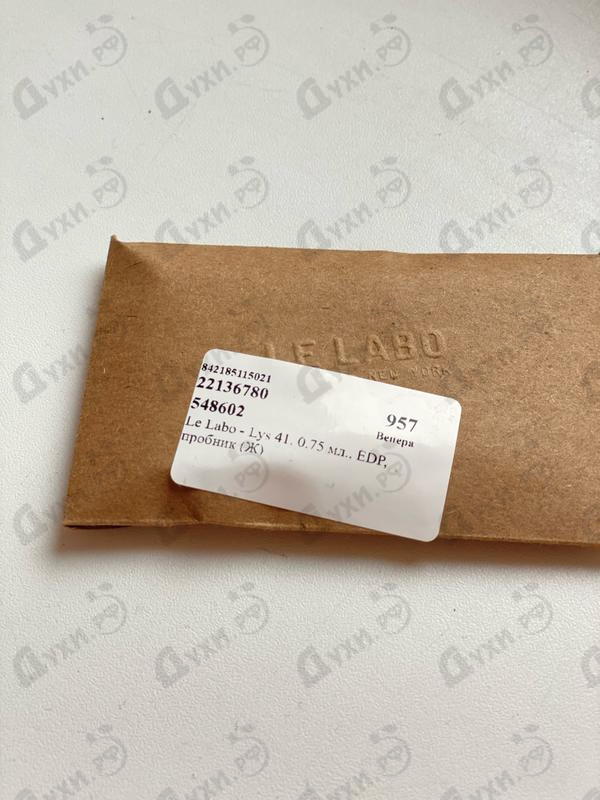 LE LABO
NEW YORK
842185115021
22136780
548602
957
Венера
Le Labo - Lys 41. 0.75 мл., EDP,
пробник (Ж)
Духи.РФ